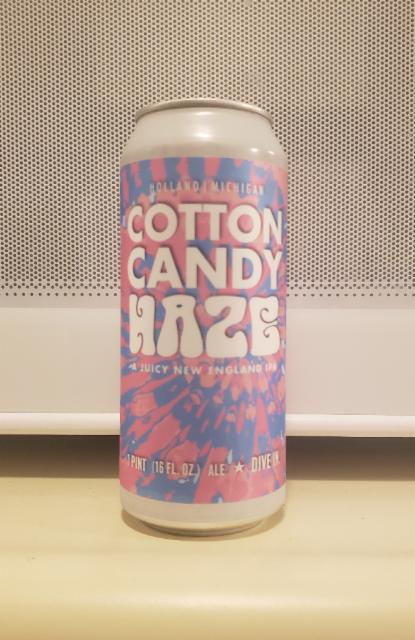 HOLLAND | MICHIGAN
COTTON
CANDY
HAZE
A JUICY NEW ENGLAND IPA
1 PINT (16 FL. OZ.) ALE ★ DIVE IN